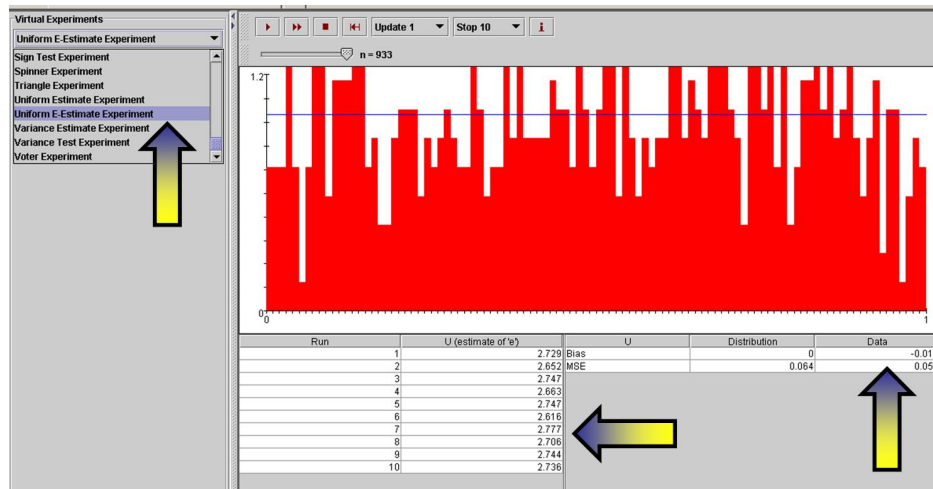 Virtual Experiments
Uniform E-Estimate Experiment
Sign Test Experiment
Spinner Experiment
Triangle Experiment
Uniform Estimate Experiment
Uniform E-Estimate Experiment
Variance Estimate Experiment
Variance Test Experiment
Voter Experiment
Update 1 Stop 10 i
n = 933
1.2
0
0 1
Run U (estimate of 'e') U Distribution Data
1 2.729 Bias 0 -0.01
2 2.652 MSE 0.064 0.05
3 2.747
4 2.663
5 2.747
6 2.616
7 2.777
8 2.706
9 2.744
10 2.736